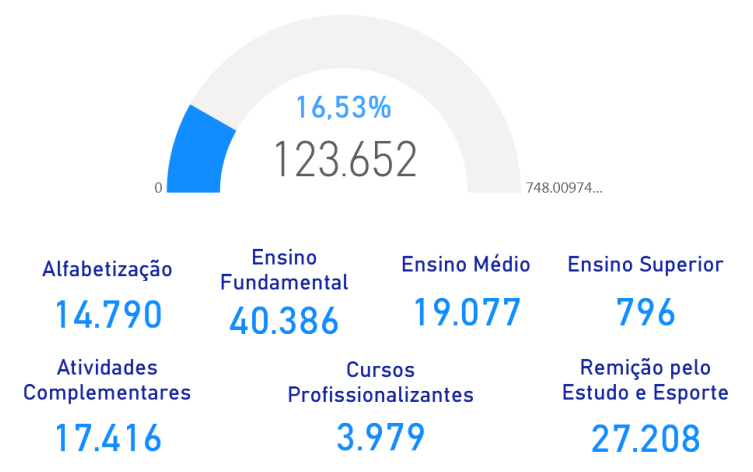 16,53%
123.652
0
748.00974...
Alfabetização
14.790
Ensino
Fundamental
40.386
Ensino Médio
19.077
Ensino Superior
796
Atividades
Complementares
17.416
Cursos
Profissionalizantes
3.979
Remição pelo
Estudo e Esporte
27.208